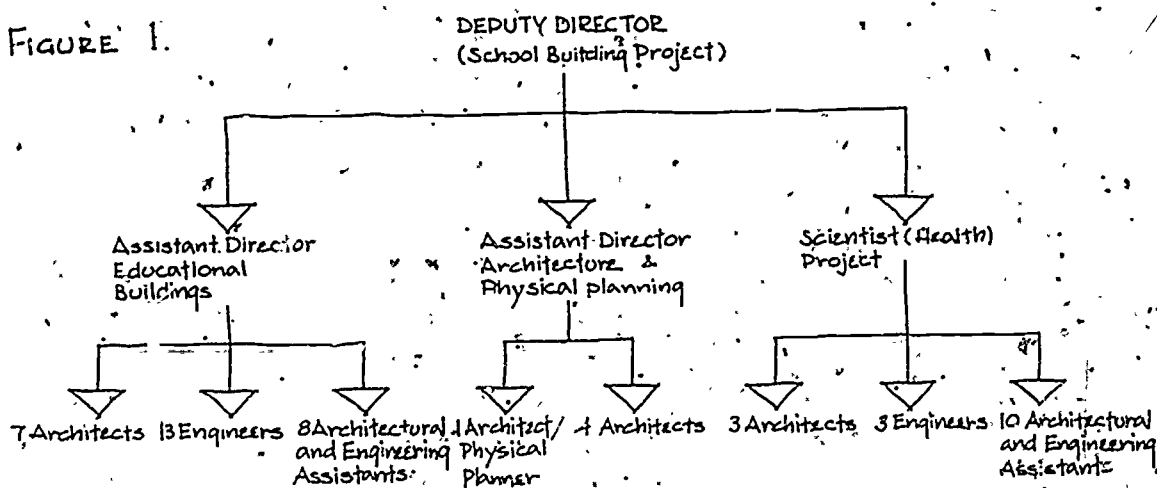 FIGURE 1.
DEPUTY DIRECTOR
(School Building Project)
Assistant Director
Educational
Buildings
Assistant Director
Architecture &
Physical planning
Scientist (Health)
Project
7 Architects
13 Engineers
8 Architectural
and Engineering
Assistants
1 Architect/
Physical
Planner
Architects
3 Architects
3 Engineers
10 Architectural
and Engineering
Assistants